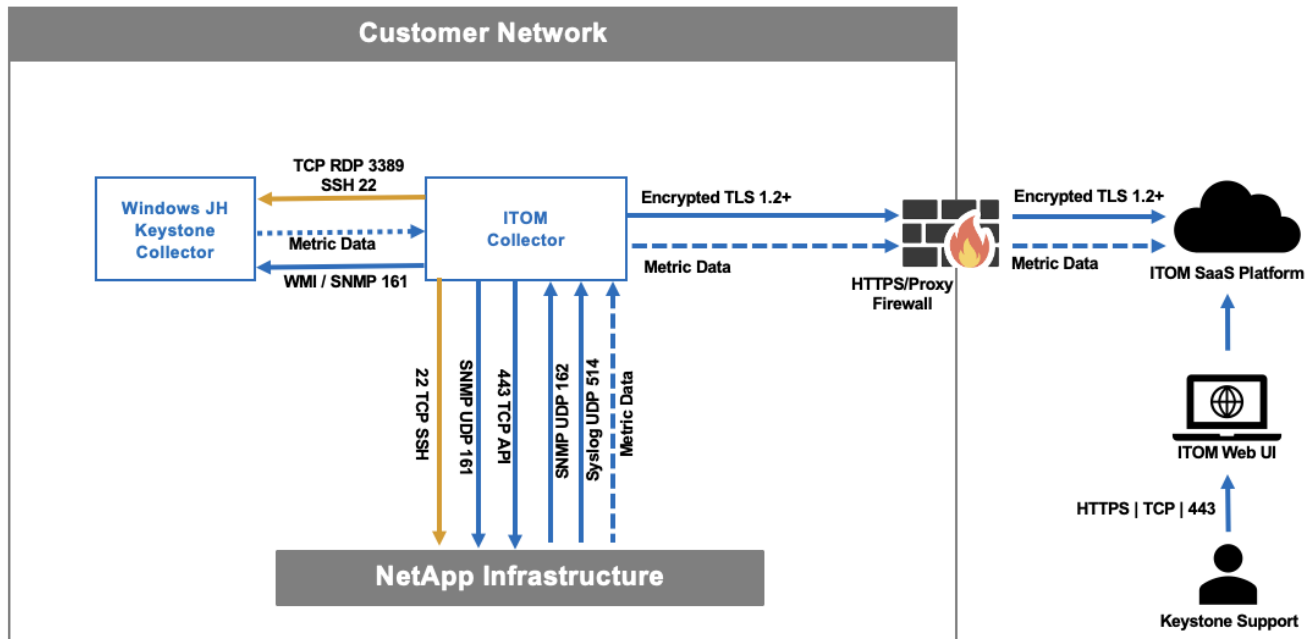 Customer Network
TCP RDP 3389
SSH 22
Windows JH
Keystone
Collector
Metric Data
WMI / SNMP 161
ITOM
Collector
Encrypted TLS 1.2+
Metric Data
HTTPS/Proxy
Firewall
Encrypted TLS 1.2+
Metric Data
ITOM SaaS Platform
22 TCP SSH
SNMP UDP 161
443 TCP API
SNMP UDP 162
Syslog UDP 514
Metric Data
NetApp Infrastructure
ITOM Web UI
HTTPS | TCP | 443
Keystone Support